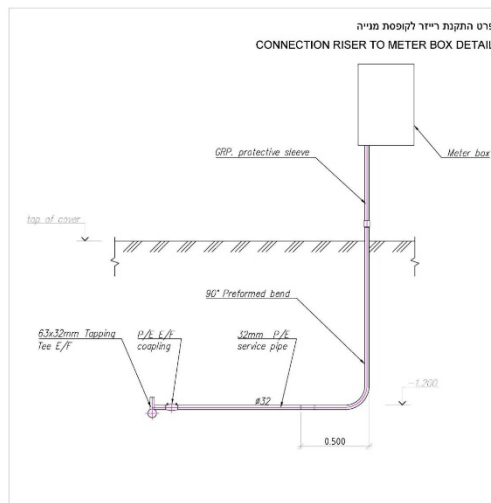 פרט התקנת רייזר לקופסת מנייה
CONNECTION RISER TO METER BOX DETAIL
GRP. protective sleeve
Meter box
top of cover
90° Preformed bend
63x32mm Tapping
Tee E/F
P/E E/F
coapling
32mm P/E
service pipe
-1.200
ø32
0.500